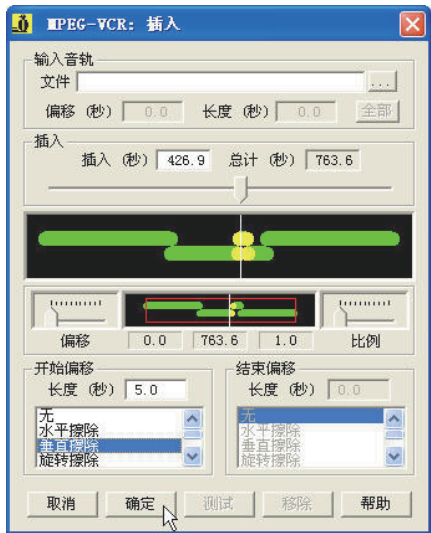 MPEG-VCR: 插入
输入音轨
文件 ...
偏移 (秒) 0.0 长度 (秒) 0.0 全部
插入
插入 (秒) 426.9 总计 (秒) 763.6
偏移 0.0 763.6 1.0 比例
开始偏移 结束偏移
长度 (秒) 5.0 长度 (秒) 0.0
无 无
水平擦除 水平擦除
垂直擦除 垂直擦除
旋转擦除 旋转擦除
取消 确定 测试 移除 帮助